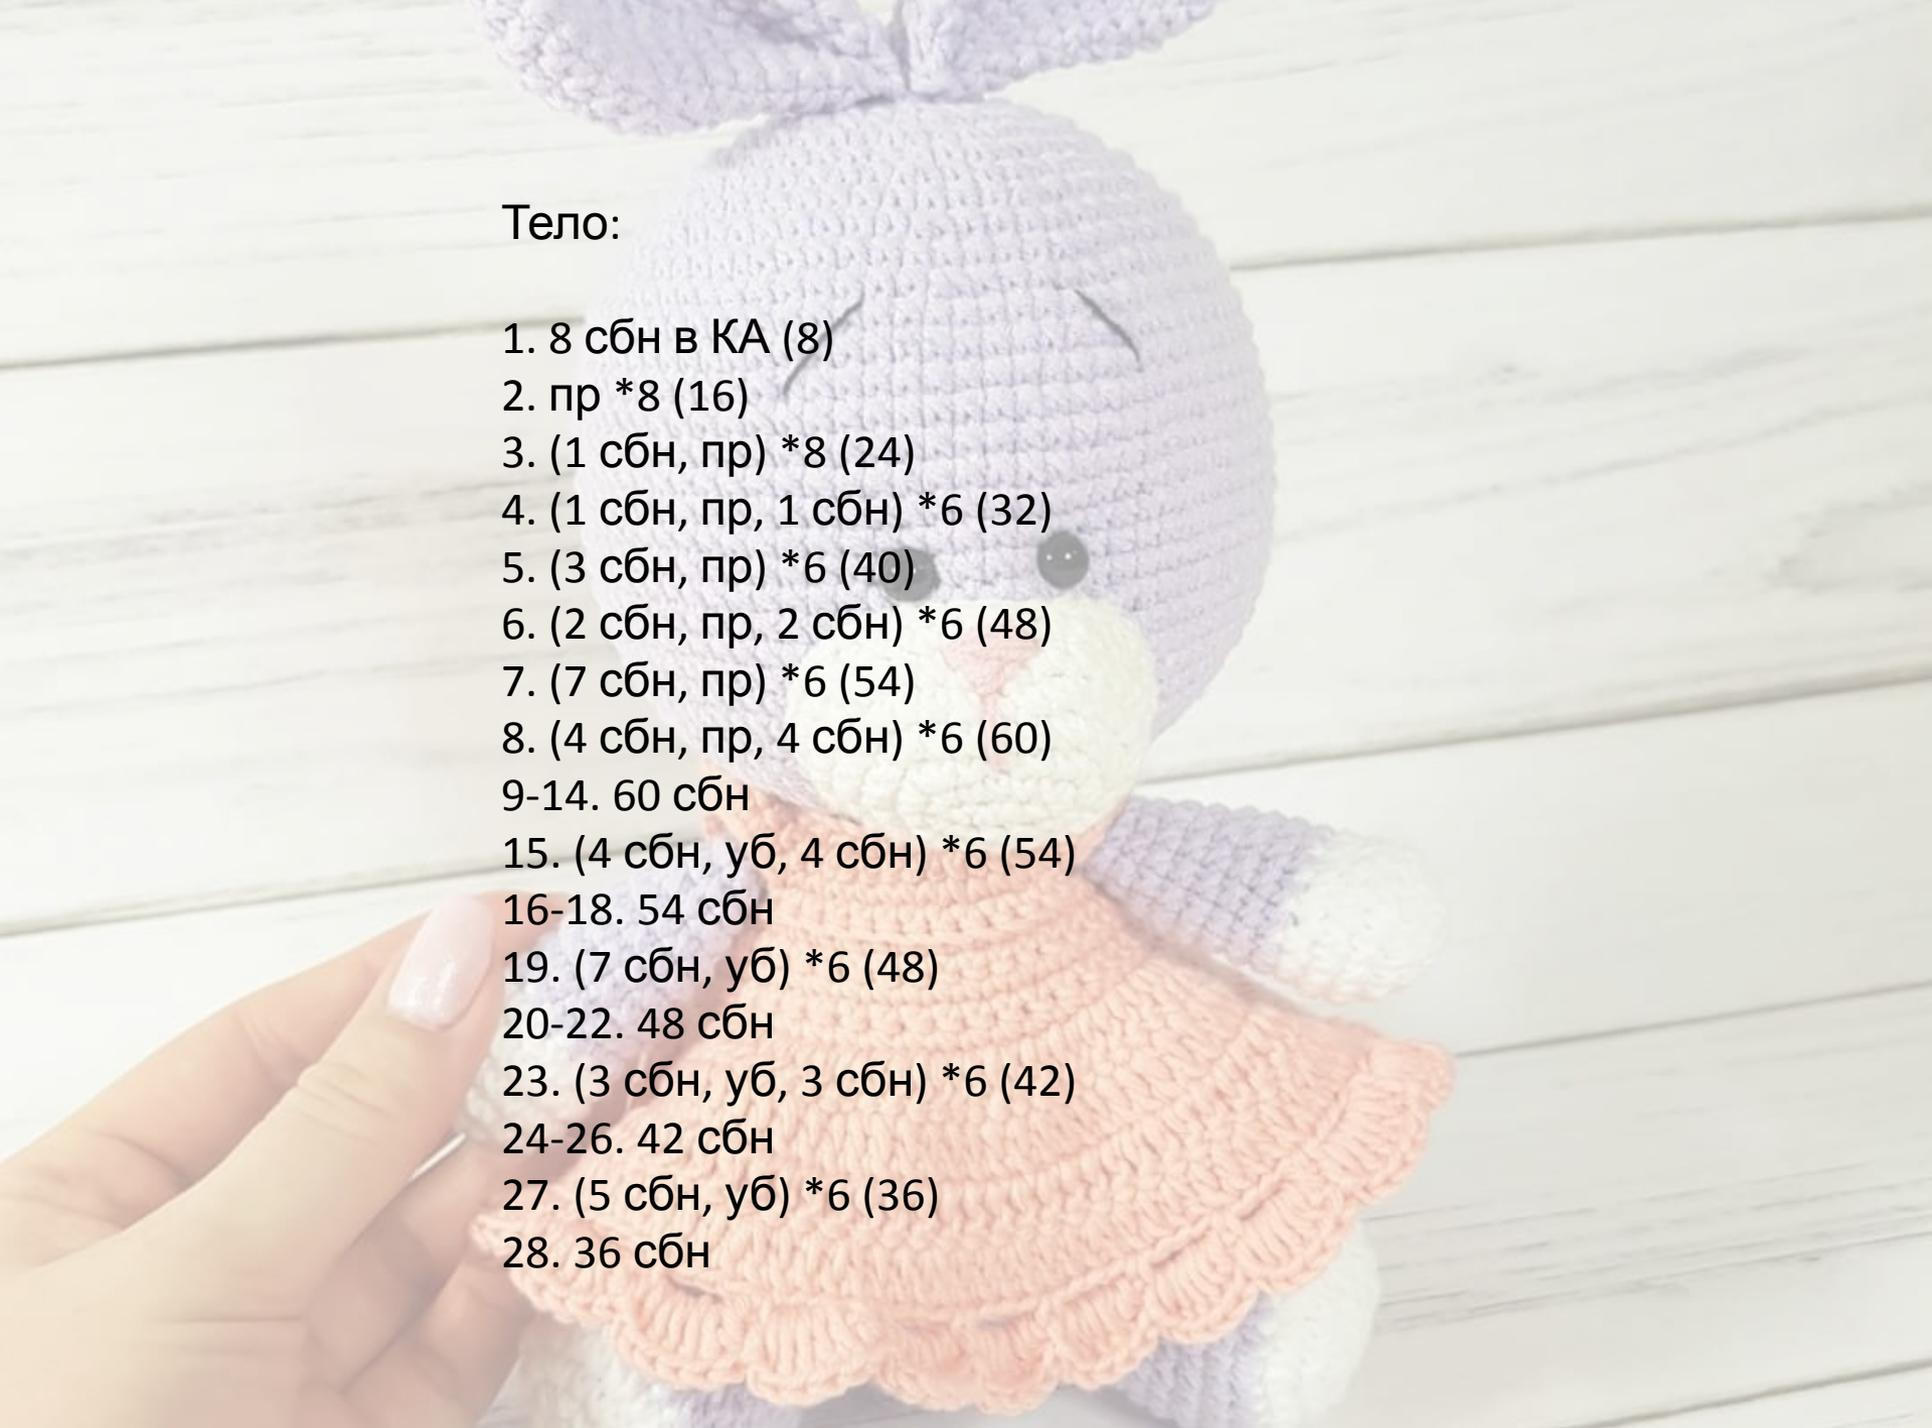 Тело:
1. 8 сбн в КА (8)
2. пр *8 (16)
3. (1 сбн, пр) *8 (24)
4. (1 сбн, пр, 1 сбн) *6 (32)
5. (3 сбн, пр) *6 (40)
6. (2 сбн, пр, 2 сбн) *6 (48)
7. (7 сбн, пр) *6 (54)
8. (4 сбн, пр, 4 сбн) *6 (60)
9-14. 60 сбн
15. (4 сбн, уб, 4 сбн) *6 (54)
16-18. 54 сбн
19. (7 сбн, уб) *6 (48)
20-22. 48 сбн
23. (3 сбн, уб, 3 сбн) *6 (42)
24-26. 42 сбн
27. (5 сбн, уб) *6 (36)
28. 36 сбн